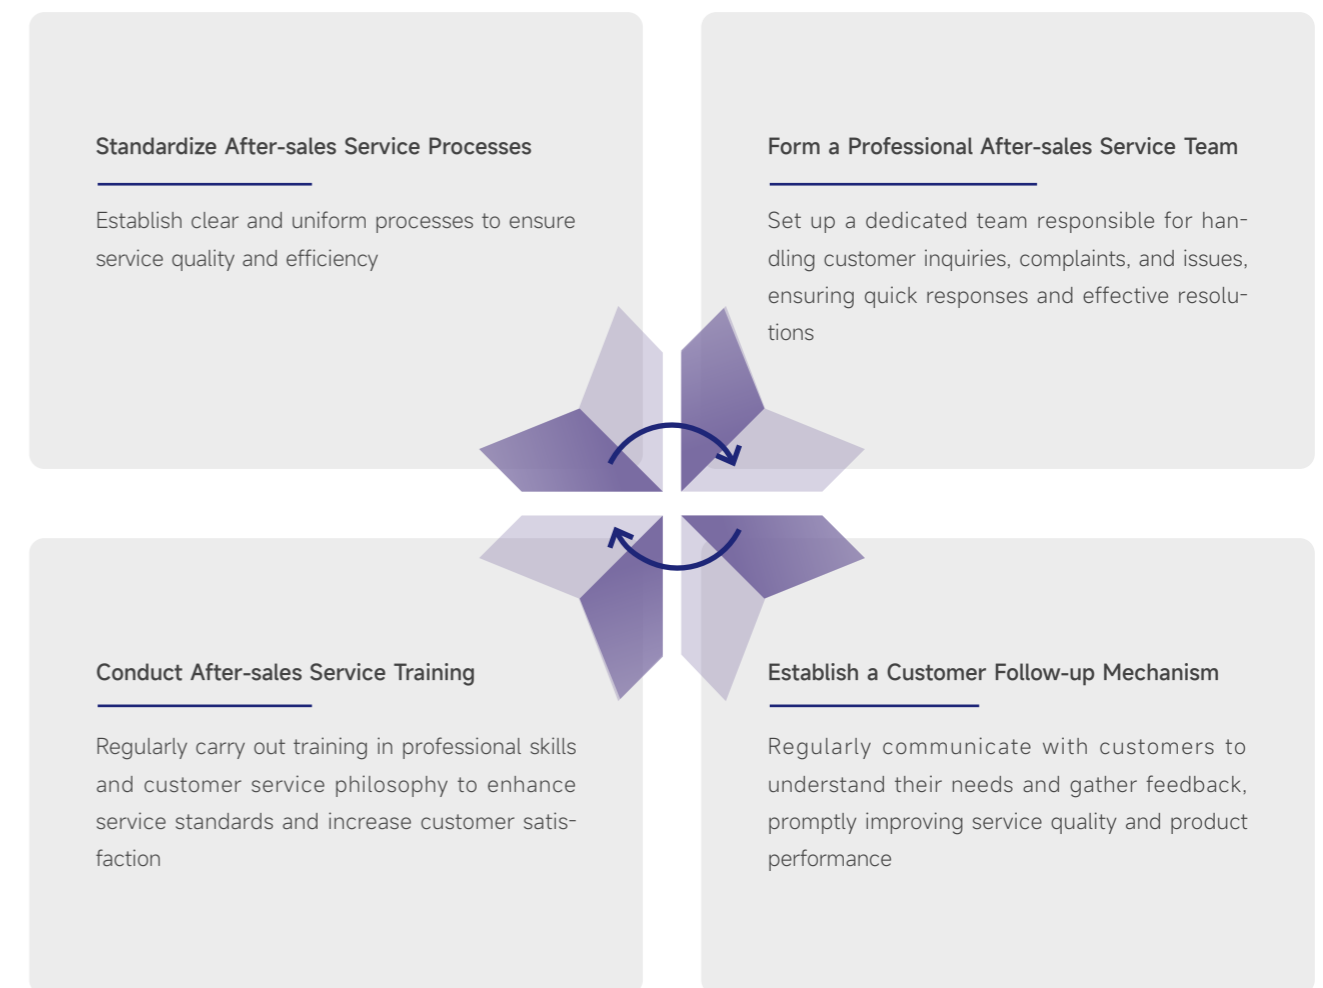 Standardize After-sales Service Processes
Establish clear and uniform processes to ensure
service quality and efficiency
Form a Professional After-sales Service Team
Set up a dedicated team responsible for han-
dling customer inquiries, complaints, and issues,
ensuring quick responses and effective resolu-
tions
Conduct After-sales Service Training
Regularly carry out training in professional skills
and customer service philosophy to enhance
service standards and increase customer satis-
faction
Establish a Customer Follow-up Mechanism
Regularly communicate with customers to
understand their needs and gather feedback,
promptly improving service quality and product
performance